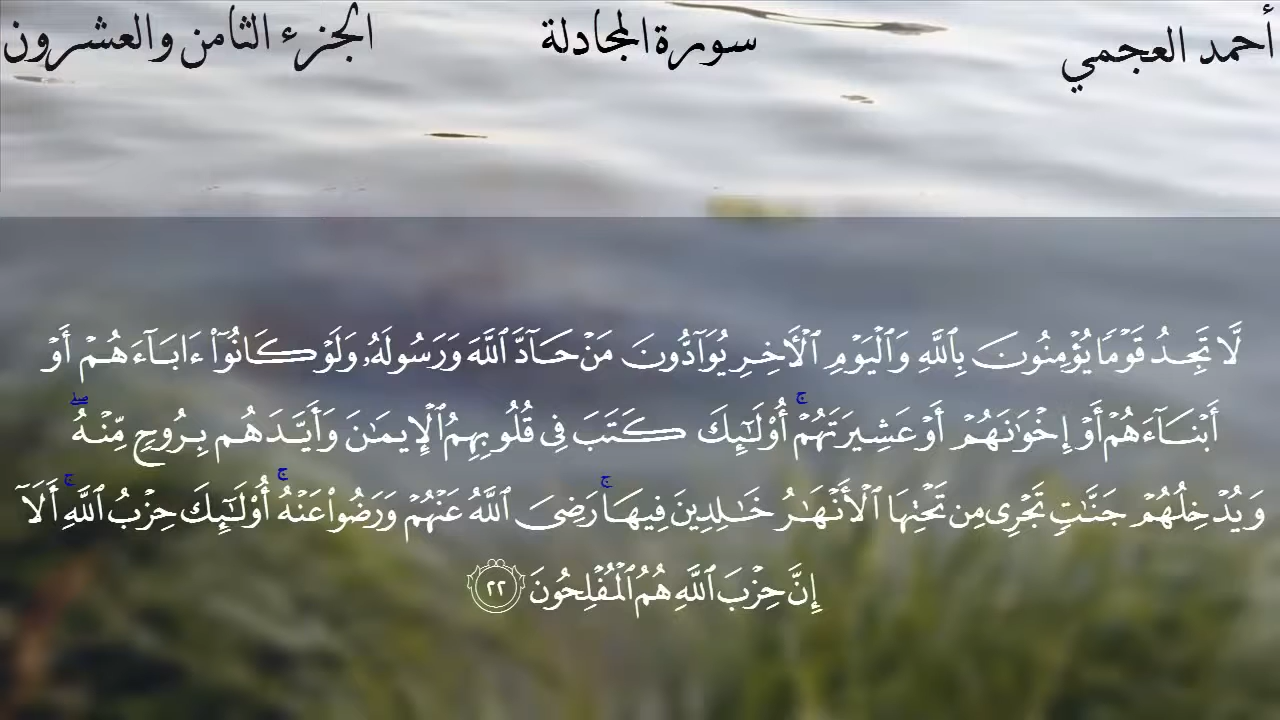 أحمد العجمي سورة المجادلة الجزء الثامن والعشرون
لَّا تَجِدُ قَوْمًا يُؤْمِنُونَ بِٱللَّهِ وَٱلْيَوْمِ ٱلْأَخِرِ يُوَآدُّونَ مَنْ حَآدَّ ٱللَّهَ وَرَسُولَهُۥ وَلَوْ كَانُوٓا۟ ءَابَآءَهُمْ أَوْ
أَبْنَآءَهُمْ أَوْ إِخْوَٰنَهُمْ أَوْ عَشِيرَتَهُمْ ۚ أُو۟لَٰٓئِكَ كَتَبَ فِى قُلُوبِهِمُ ٱلْإِيمَٰنَ وَأَيَّدَهُم بِرُوحٍ مِّنْهُ ۖ
وَيُدْخِلُهُمْ جَنَّٰتٍ تَجْرِى مِن تَحْتِهَا ٱلْأَنْهَٰرُ خَٰلِدِينَ فِيهَا ۚ رَضِىَ ٱللَّهُ عَنْهُمْ وَرَضُوا۟ عَنْهُ ۚ أُو۟لَٰٓئِكَ حِزْبُ ٱللَّهِ ۚ أَلَآ
إِنَّ حِزْبَ ٱللَّهِ هُمُ ٱلْمُفْلِحُونَ ٢٢